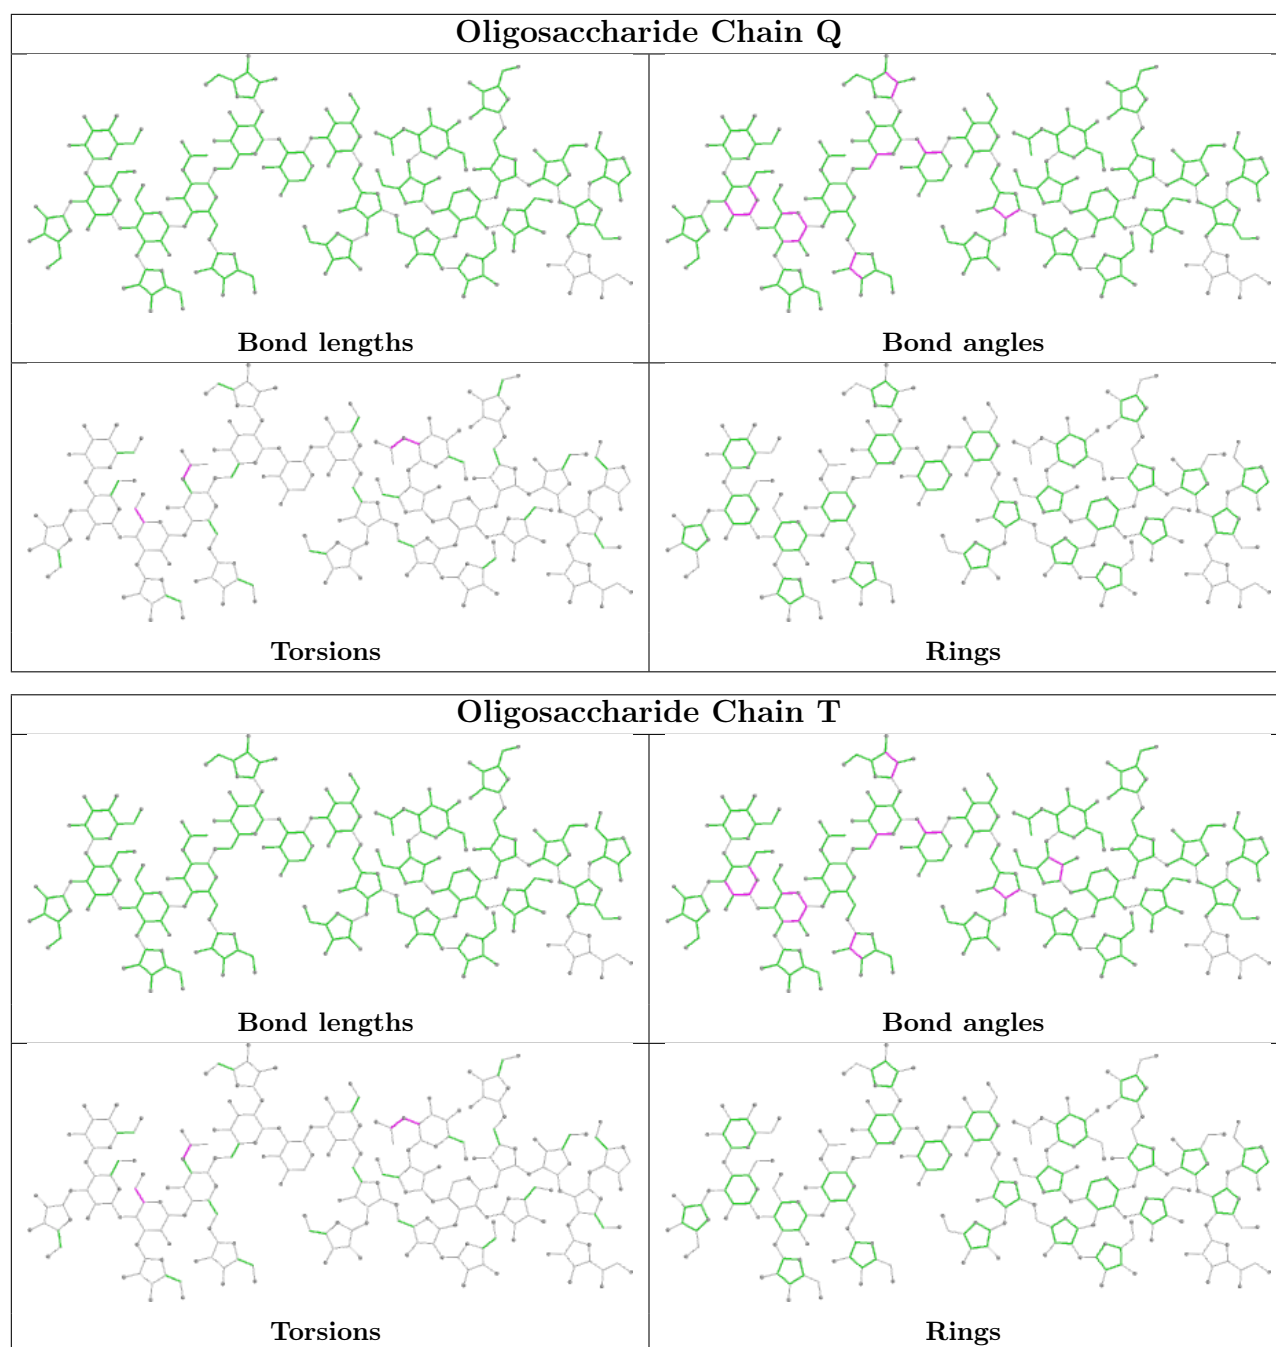 Oligosaccharide Chain Q
Bond lengths
Bond angles
Torsions
Rings
Oligosaccharide Chain T
Bond lengths
Bond angles
Torsions
Rings